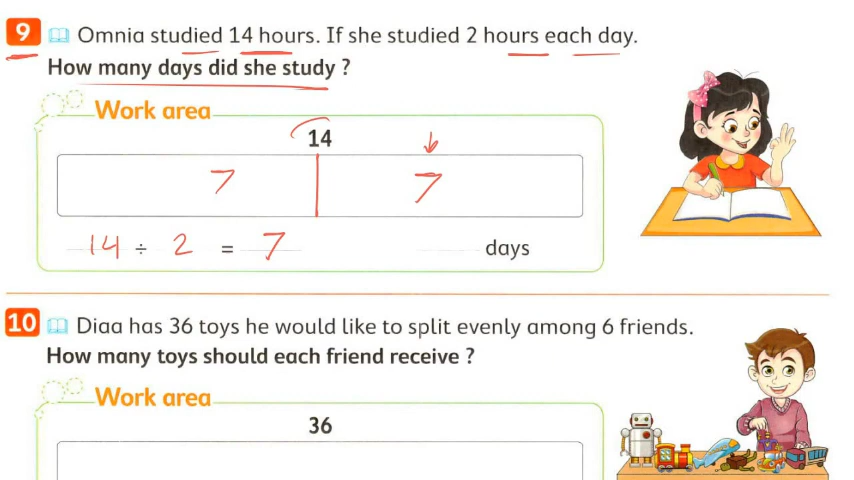 9 Omnia studied 14 hours. If she studied 2 hours each day.
How many days did she study ?
Work area
14
7 7
14 ÷ 2 = 7 days
10 Diaa has 36 toys he would like to split evenly among 6 friends.
How many toys should each friend receive ?
Work area
36